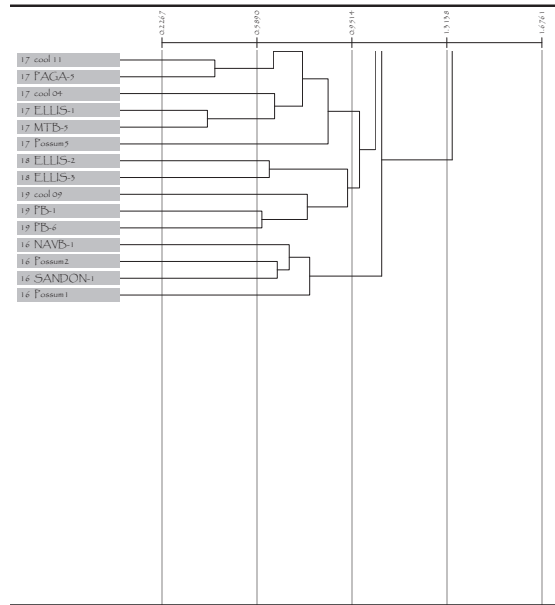 0.2267
0.5890
0.9514
1.3138
1.6761
17 cool 11
17 PAGA-5
17 cool 04
17 ELLIS-1
17 MTB-5
17 Possum5
18 ELLIS-2
18 ELLIS-3
19 cool 09
19 PB-1
19 PB-6
16 NAVB-1
16 Possum2
16 SANDON-1
16 Possum1